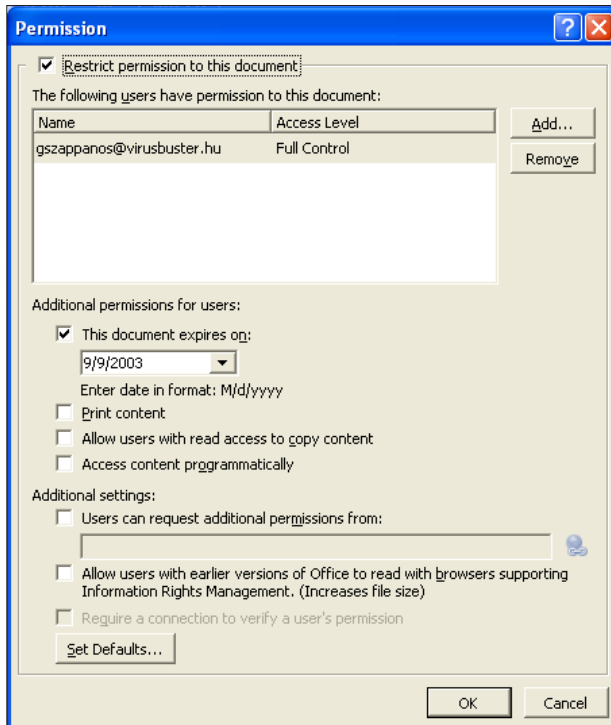 Permission
Restrict permission to this document
The following users have permission to this document:
Name Access Level
gszappanos@virusbuster.hu Full Control
Add...
Remove
Additional permissions for users:
This document expires on:
9/9/2003
Enter date in format: M/d/yyyy
Print content
Allow users with read access to copy content
Access content programmatically
Additional settings:
Users can request additional permissions from:
Allow users with earlier versions of Office to read with browsers supporting
Information Rights Management. (Increases file size)
Require a connection to verify a user's permission
Set Defaults...
OK Cancel